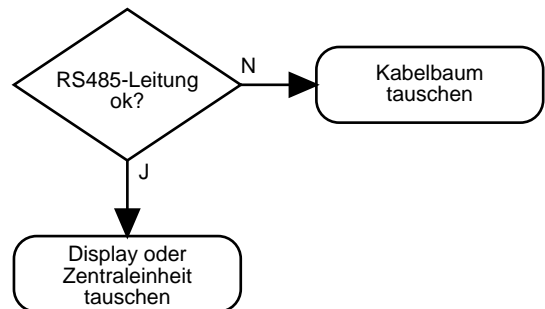 RS485-Leitung
ok?
N
Kabelbaum
tauschen
J
Display oder
Zentraleinheit
tauschen